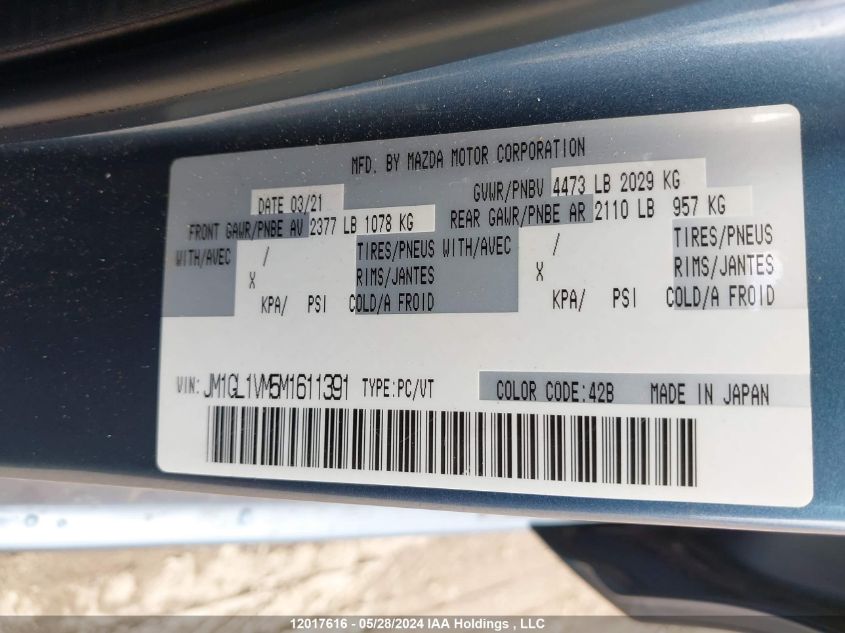 MFD. BY MAZDA MOTOR CORPORATION
DATE 03/21 GVWR/PNBV 4473 LB 2029 KG
FRONT GAWR/PNBE AV 2377 LB 1078 KG REAR GAWR/PNBE AR 2110 LB 957 KG
WITH/AVEC / TIRES/PNEUS WITH/AVEC / TIRES/PNEUS
X RIMS/JANTES X RIMS/JANTES
KPA/ PSI COLD/A FROID KPA/ PSI COLD/A FROID
VIN: JM1GL1VM5M1611391 TYPE:PC/VT COLOR CODE:42B MADE IN JAPAN
12017616 - 05/28/2024 IAA Holdings , LLC